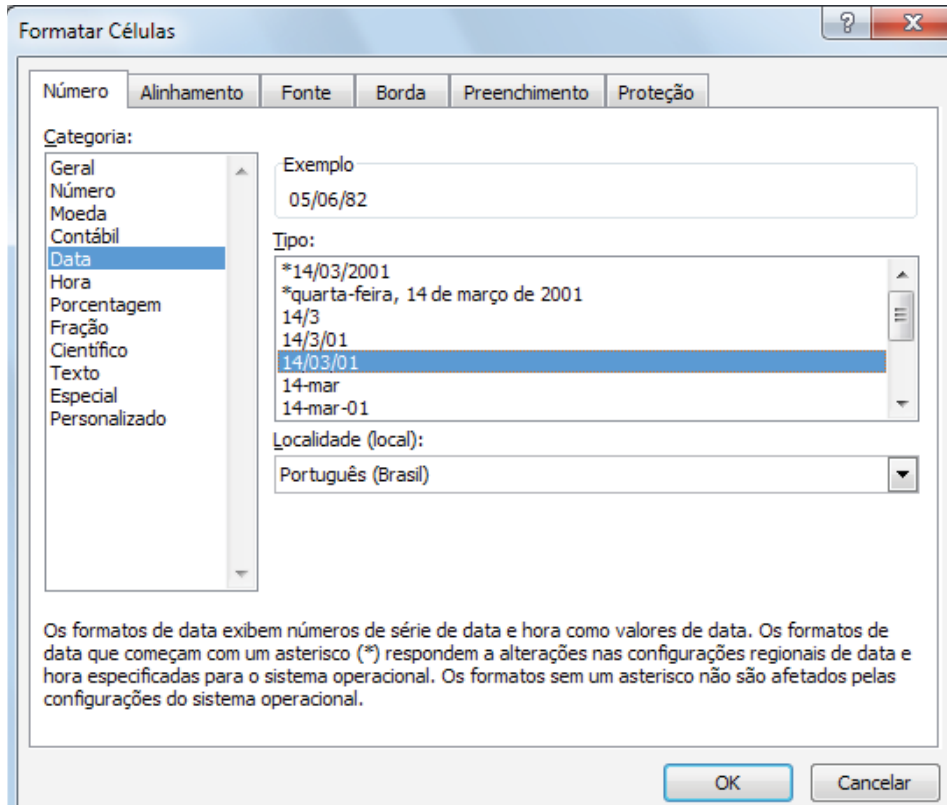 Formatar Células
Número Alinhamento Fonte Borda Preenchimento Proteção
Categoria:
Geral
Número
Moeda
Contábil
Data
Hora
Porcentagem
Fração
Científico
Texto
Especial
Personalizado
Exemplo
05/06/82
Tipo:
*14/03/2001
*quarta-feira, 14 de março de 2001
14/3
14/3/01
14/03/01
14-mar
14-mar-01
Localidade (local):
Português (Brasil)
Os formatos de data exibem números de série de data e hora como valores de data. Os formatos de
data que começam com um asterisco (*) respondem a alterações nas configurações regionais de data e
hora especificadas para o sistema operacional. Os formatos sem um asterisco não são afetados pelas
configurações do sistema operacional.
OK Cancelar